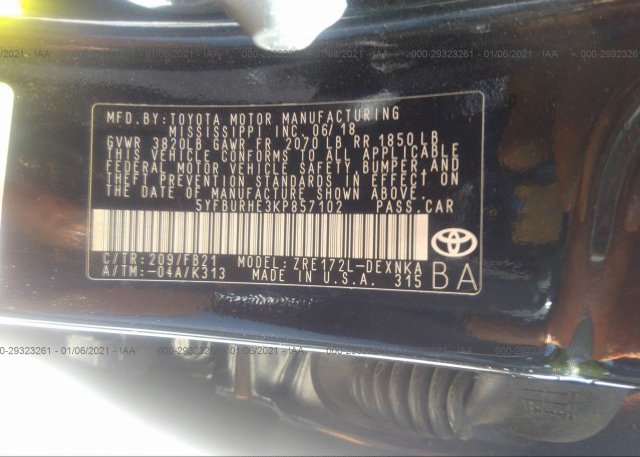 000-29323261 - 01/06/2021 - IAA
MFD. BY: TOYOTA MOTOR MANUFACTURING
MISSISSIPPI INC. 06/18
GVWR 3820LB GAWR FR 2070 LB RR 1850LB
THIS VEHICLE CONFORMS TO ALL APPLICABLE
FEDERAL MOTOR VEHICLE SAFETY, BUMPER, AND
THEFT PREVENTION STANDARDS IN EFFECT ON
THE DATE OF MANUFACTURE SHOWN ABOVE.
5YFBURHE3KP857102 PASS. CAR
C/TR: 209/FB21 MODEL: ZRE172L-DEXNKA
A/TM: -04A/K313 MADE IN U.S.A. 315
BA
000-29323261 - 01/06/2021 - IAA